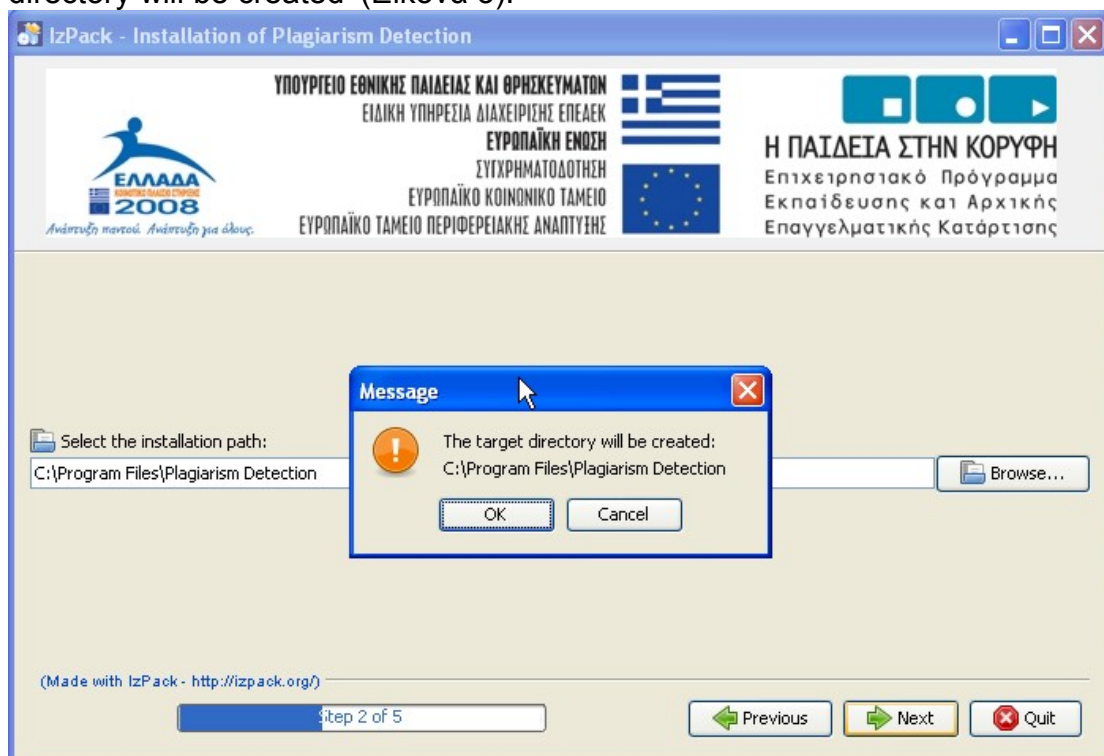 directory will be created (Εικόνα 3).
IzPack - Installation of Plagiarism Detection
ΥΠΟΥΡΓΕΙΟ ΕΘΝΙΚΗΣ ΠΑΙΔΕΙΑΣ ΚΑΙ ΘΡΗΣΚΕΥΜΑΤΩΝ
ΕΙΔΙΚΗ ΥΠΗΡΕΣΙΑ ΔΙΑΧΕΙΡΙΣΗΣ ΕΠΕΑΕΚ
ΕΥΡΩΠΑΪΚΗ ΕΝΩΣΗ
ΣΥΓΧΡΗΜΑΤΟΔΟΤΗΣΗ
ΕΥΡΩΠΑΪΚΟ ΚΟΙΝΩΝΙΚΟ ΤΑΜΕΙΟ
ΕΥΡΩΠΑΪΚΟ ΤΑΜΕΙΟ ΠΕΡΙΦΕΡΕΙΑΚΗΣ ΑΝΑΠΤΥΞΗΣ
ΕΛΛΑΔΑ
2008
Ανάπτυξη παντού. Ανάπτυξη για όλους.
Η ΠΑΙΔΕΙΑ ΣΤΗΝ ΚΟΡΥΦΗ
Επιχειρησιακό Πρόγραμμα
Εκπαίδευσης και Αρχικής
Επαγγελματικής Κατάρτισης
Message
The target directory will be created:
C:\Program Files\Plagiarism Detection
OK Cancel
Select the installation path:
C:\Program Files\Plagiarism Detection
Browse...
(Made with IzPack - http://izpack.org/)
Step 2 of 5
Previous Next Quit